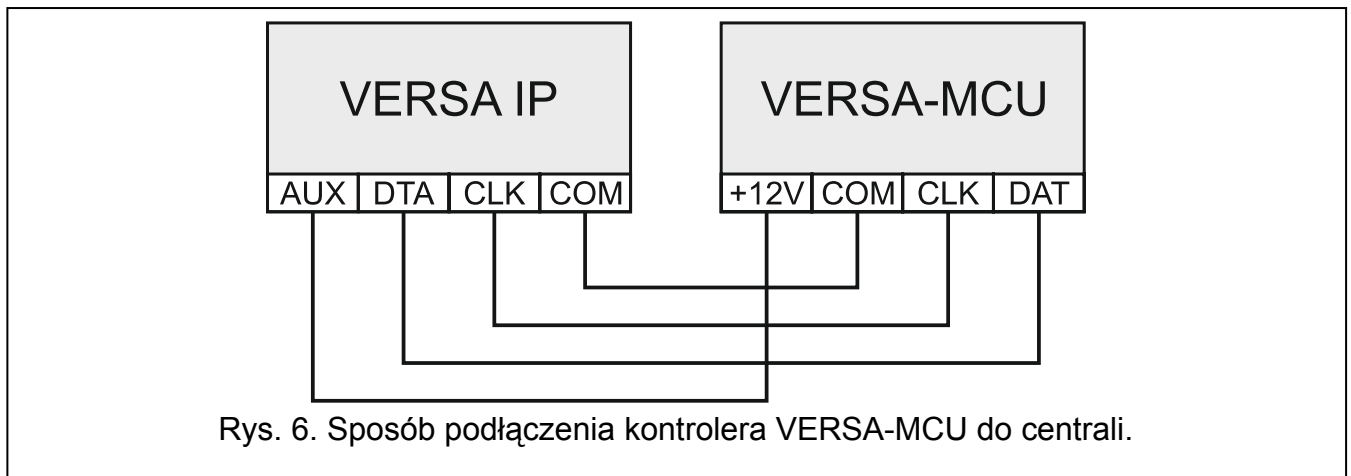 VERSA IP
VERSA-MCU
AUX DTA CLK COM
+12V COM CLK DAT
Rys. 6. Sposób podłączenia kontrolera VERSA-MCU do centrali.